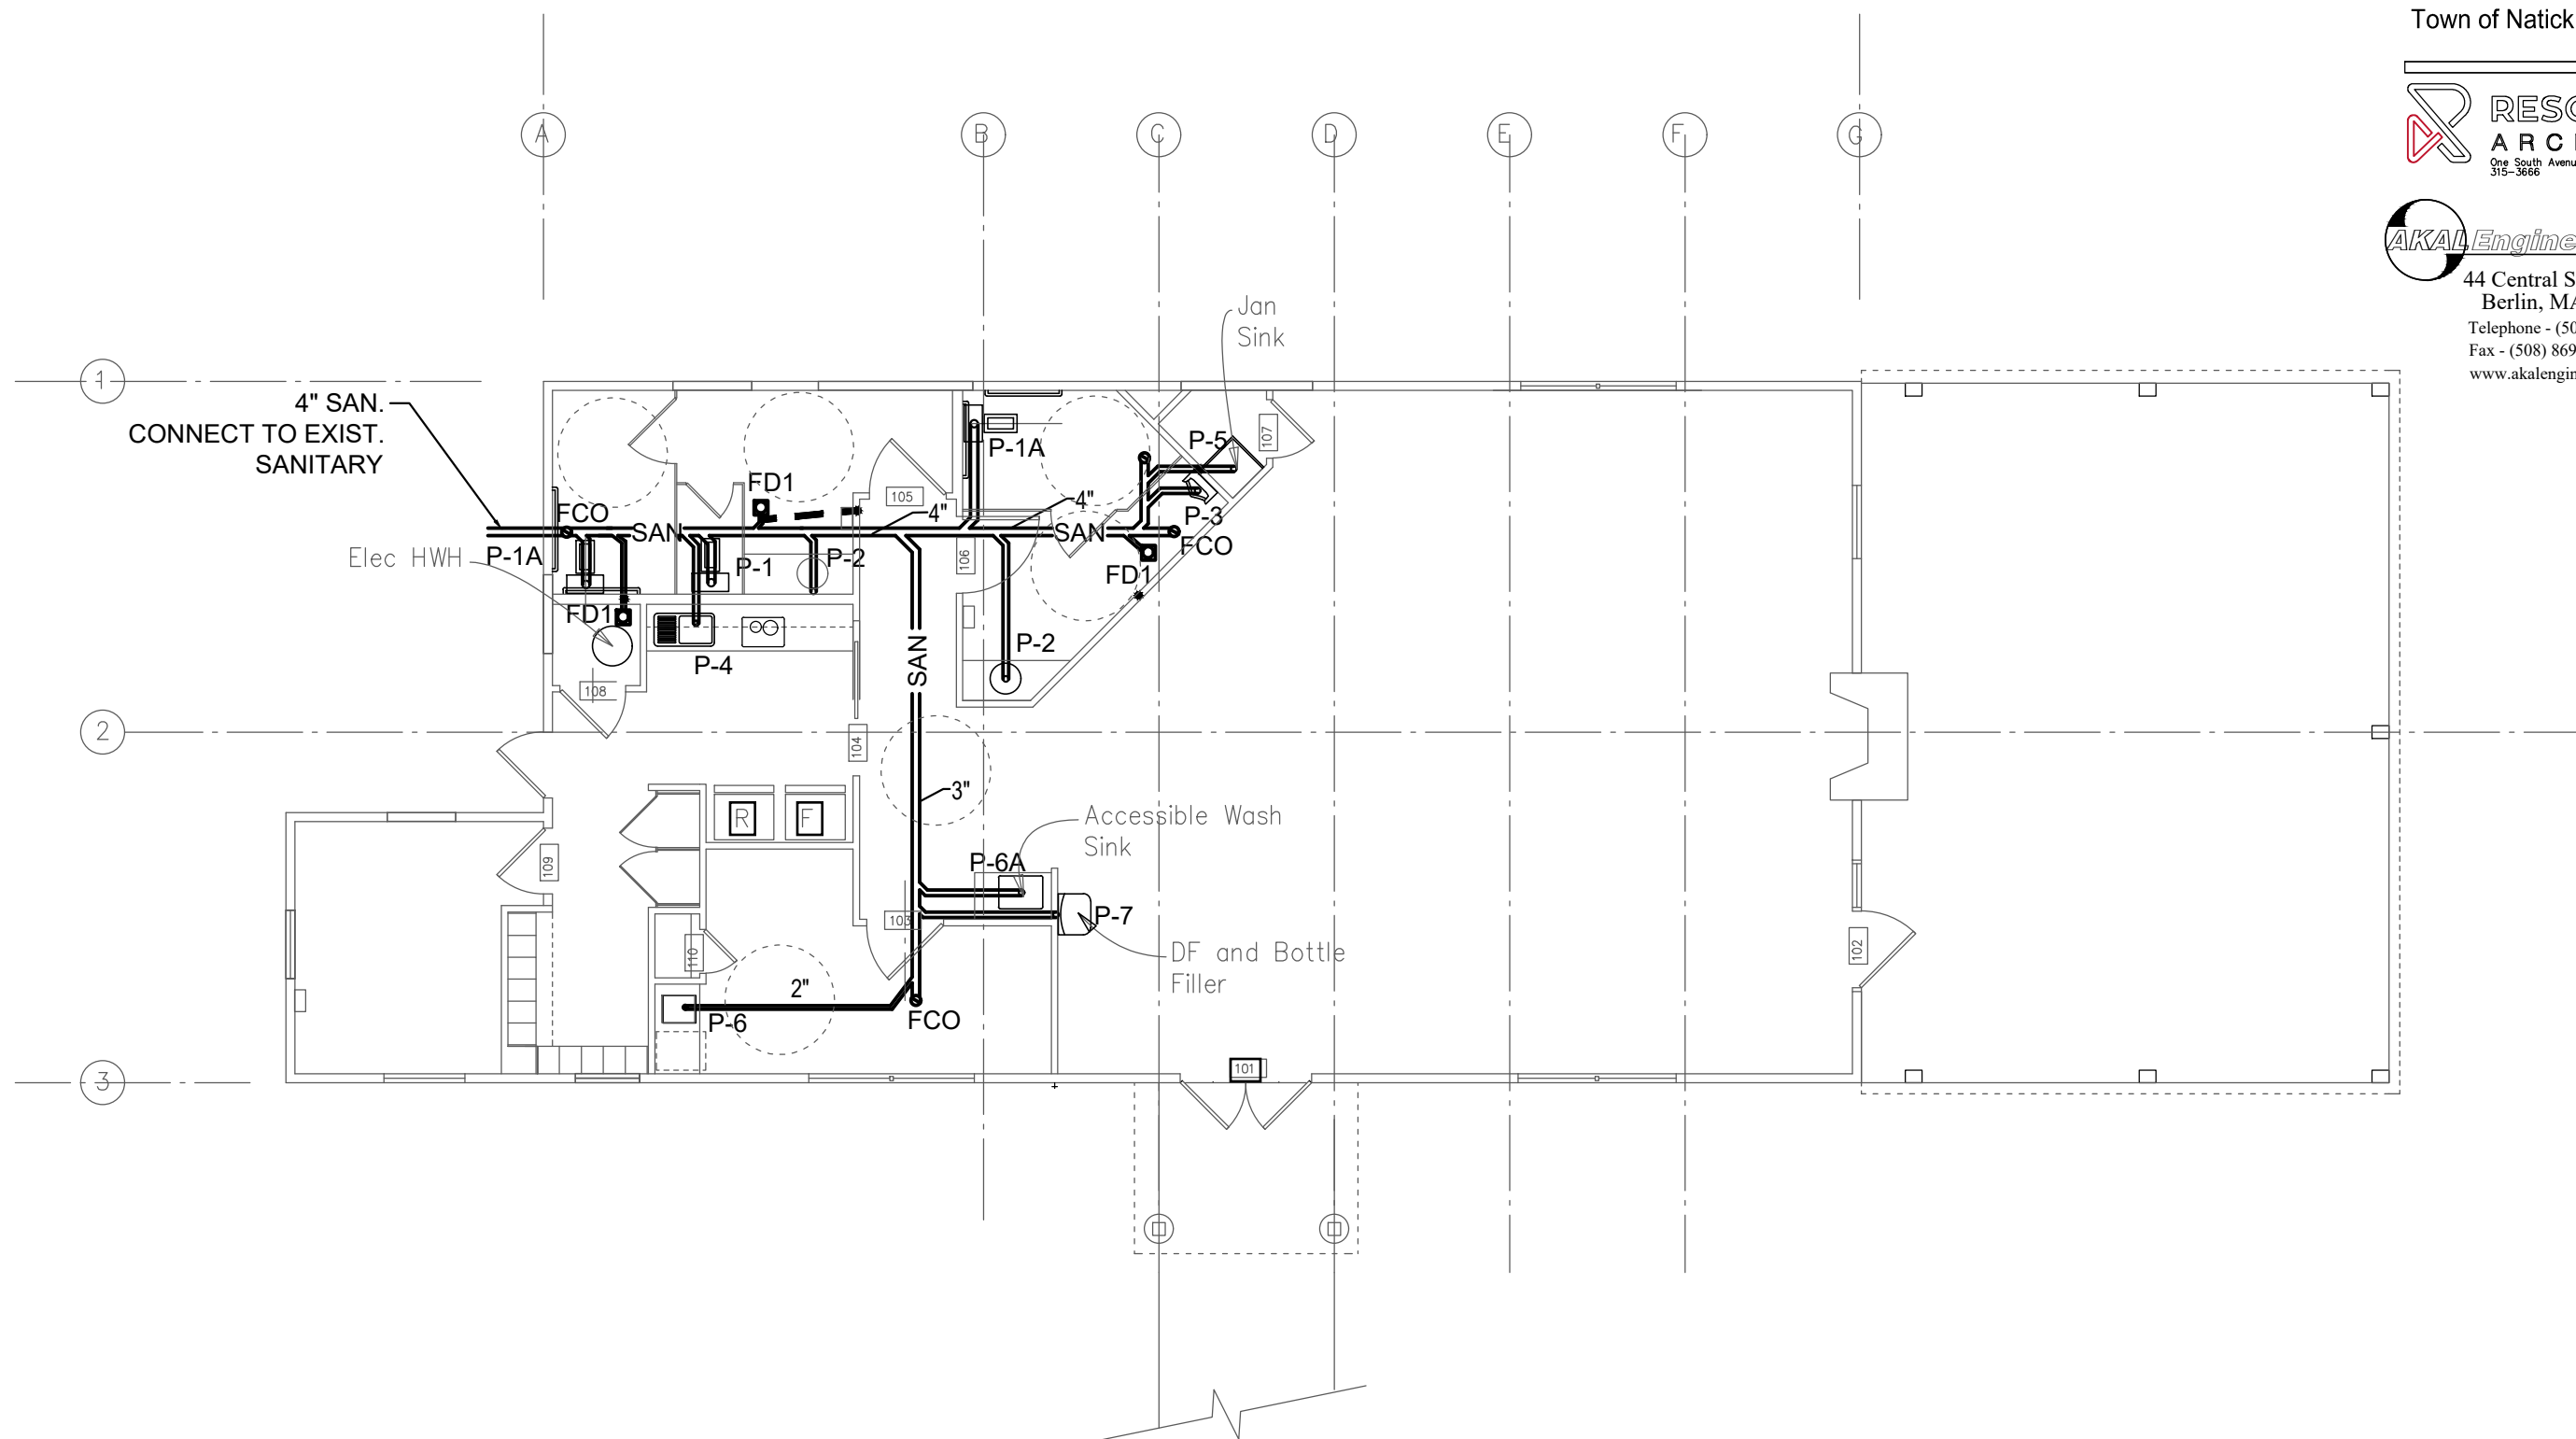 Town of Natick
RESO
ARC
One South Avenu
315-3666
AKAL Engine
44 Central S
Berlin, MA
Telephone - (50
Fax - (508) 869
www.akalengin
A
B
C
D
E
F
G
Jan
Sink
1
4" SAN.
CONNECT TO EXIST.
SANITARY
P-1A
P-5
107
FD1
105
4"
4"
P-3
FCO
SAN
SAN
FCO
Elec HWH
P-1A
P-1
P-2
106
FD1
FD1
P-4
SAN
P-2
108
2
104
3"
R
F
Accessible Wash
Sink
109
P-6A
103
P-7
110
DF and Bottle
Filler
102
2"
P-6
FCO
101
3